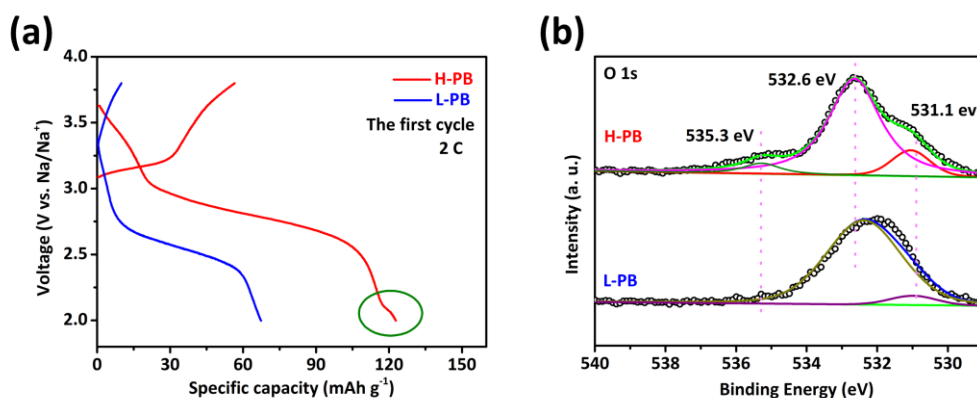 (a)
4.0
3.5
3.0
2.5
2.0
Voltage (V vs. Na/Na⁺)
H-PB
L-PB
The first cycle
2 C
0
30
60
90
120
150
Specific capacity (mAh g⁻¹)
(b)
O 1s
532.6 eV
531.1 ev
535.3 eV
H-PB
L-PB
Intensity (a. u.)
540
538
536
534
532
530
Binding Energy (eV)